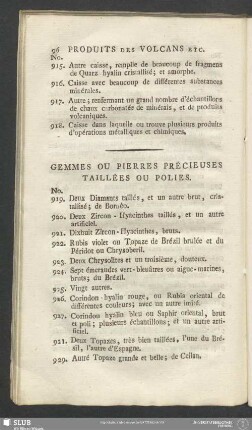 96 PRODUITS DES VOLCANS ETC.
No.
915. Autre caisse, remplie de beaucoup de fragmens
de Quarz hyalin cristallisé; et amorphe.
916. Caisse avec beaucoup de différentes substances
minérales.
917. Autre; renfermant un grand nombre d'échantillons
de chaux carbonatée de minérais, et de produits
volcaniques.
918. Caisse dans laquelle on trouve plusieurs produits
d'opérations métalliques et chimiques,
GEMMES OU PIERRES PRÉCIEUSES
TAILLÉES OU POLIES.
No.
919. Deux Diamants taillés, et un autre brut, cris-
tallisé; de Bornéo.
920. Deux Zircon-Hyacinthes taillés, et un autre
artificiel.
921. Dixhuit Zircon-Hyacinthes, bruts.
922. Rubis violet ou Topaze de Brézil brulée et du
Péridot ou Chrysoberil.
923. Deux Chrysolites et un troisième, douteux.
924. Sept émeraudes vert-bleuâtres ou aigue-marines,
bruts; du Brézil.
925. Vingt autres.
926. Corindon hyalin rouge, ou Rubis oriental de
différentes couleurs; avec un autre imité.
927. Corindon hyalin bleu ou Saphir oriental, brut
et poli; plusieurs échantillons; et un autre arti-
ficiel.
921. Deux Topazes, très bien taillées, l'une du Bré-
zil, l'autre d'Espagne.
929. Autre Topaze grande et belle; de Ceilan.
SLUB